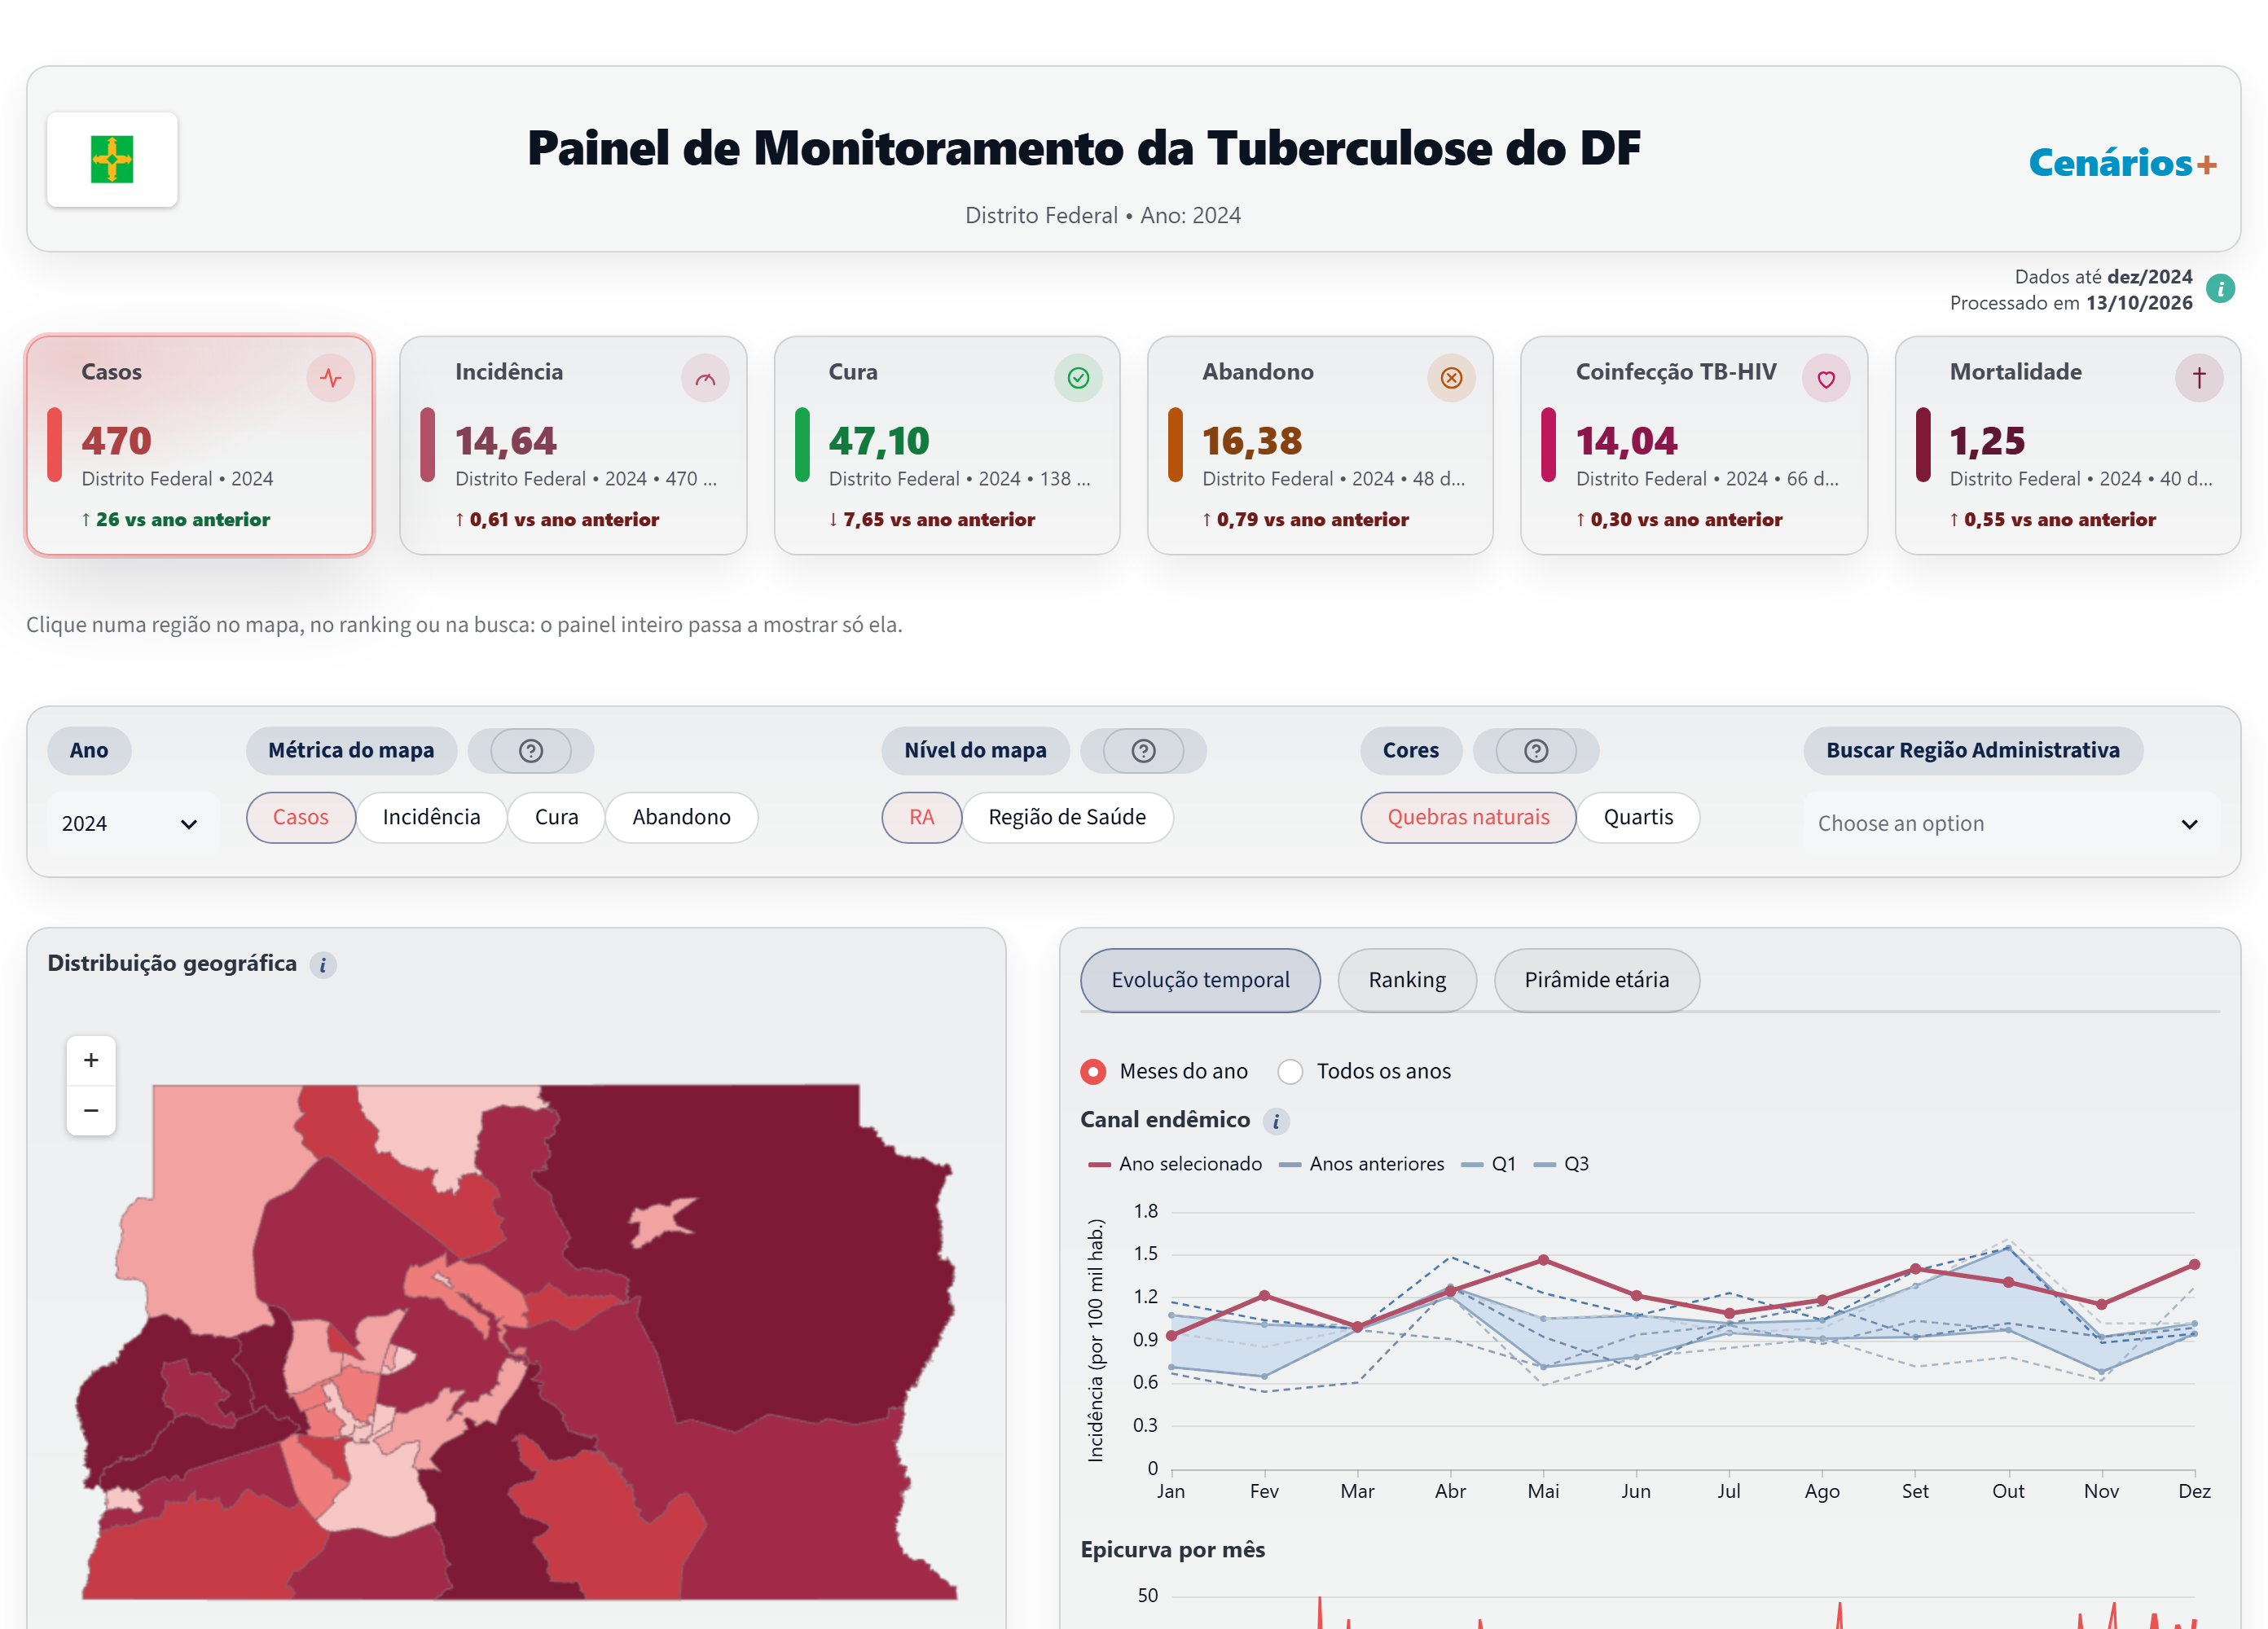 Painel de Monitoramento da Tuberculose do DF
Cenários+
Distrito Federal • Ano: 2024
Dados até dez/2024
Processado em 13/10/2026
i
Casos
470
Distrito Federal • 2024
↑ 26 vs ano anterior
Incidência
14,64
Distrito Federal • 2024 • 470 ...
↑ 0,61 vs ano anterior
Cura
47,10
Distrito Federal • 2024 • 138 ...
↓ 7,65 vs ano anterior
Abandono
16,38
Distrito Federal • 2024 • 48 d...
↑ 0,79 vs ano anterior
Coinfecção TB-HIV
14,04
Distrito Federal • 2024 • 66 d...
↑ 0,30 vs ano anterior
Mortalidade
1,25
Distrito Federal • 2024 • 40 d...
↑ 0,55 vs ano anterior
Clique numa região no mapa, no ranking ou na busca: o painel inteiro passa a mostrar só ela.
Ano
2024
Métrica do mapa ?
Casos Incidência Cura Abandono
Nível do mapa ?
RA Região de Saúde
Cores ?
Quebras naturais Quartis
Buscar Região Administrativa
Choose an option
Distribuição geográfica i
+
−
Evolução temporal Ranking Pirâmide etária
Meses do ano Todos os anos
Canal endêmico i
Ano selecionado Anos anteriores Q1 Q3
Incidência (por 100 mil hab.)
1.8
1.5
1.2
0.9
0.6
0.3
0
Jan Fev Mar Abr Mai Jun Jul Ago Set Out Nov Dez
Epicurva por mês
50